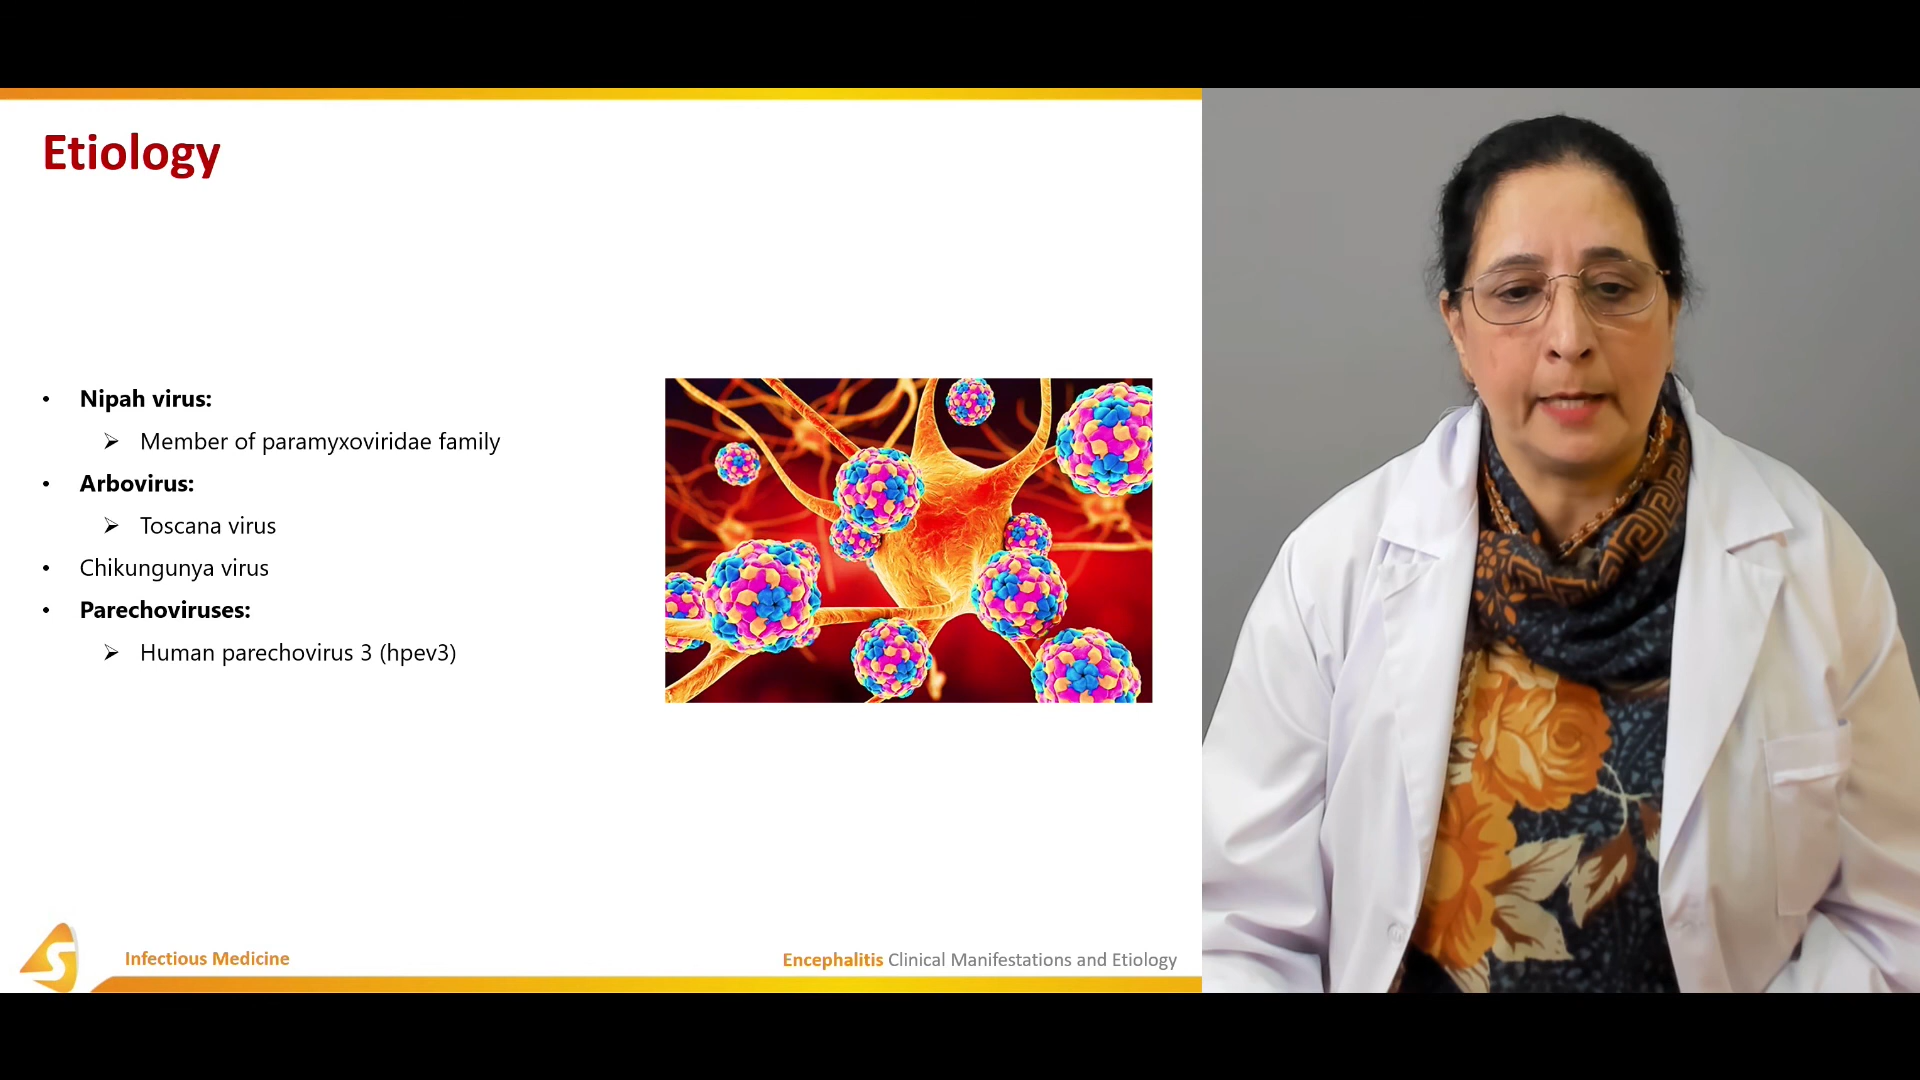 Etiology
• Nipah virus:
➢ Member of paramyxoviridae family
• Arbovirus:
➢ Toscana virus
• Chikungunya virus
• Parechoviruses:
➢ Human parechovirus 3 (hpev3)
S
Infectious Medicine
Encephalitis Clinical Manifestations and Etiology